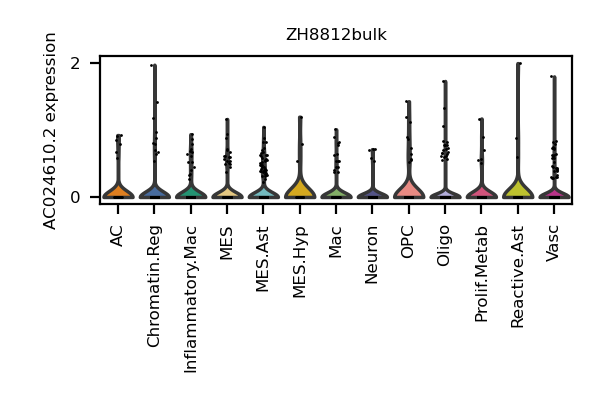 ZH8812bulk
AC024610.2 expression
2
0
AC
Chromatin.Reg
Inflammatory.Mac
MES
MES.Ast
MES.Hyp
Mac
Neuron
OPC
Oligo
Prolif.Metab
Reactive.Ast
Vasc